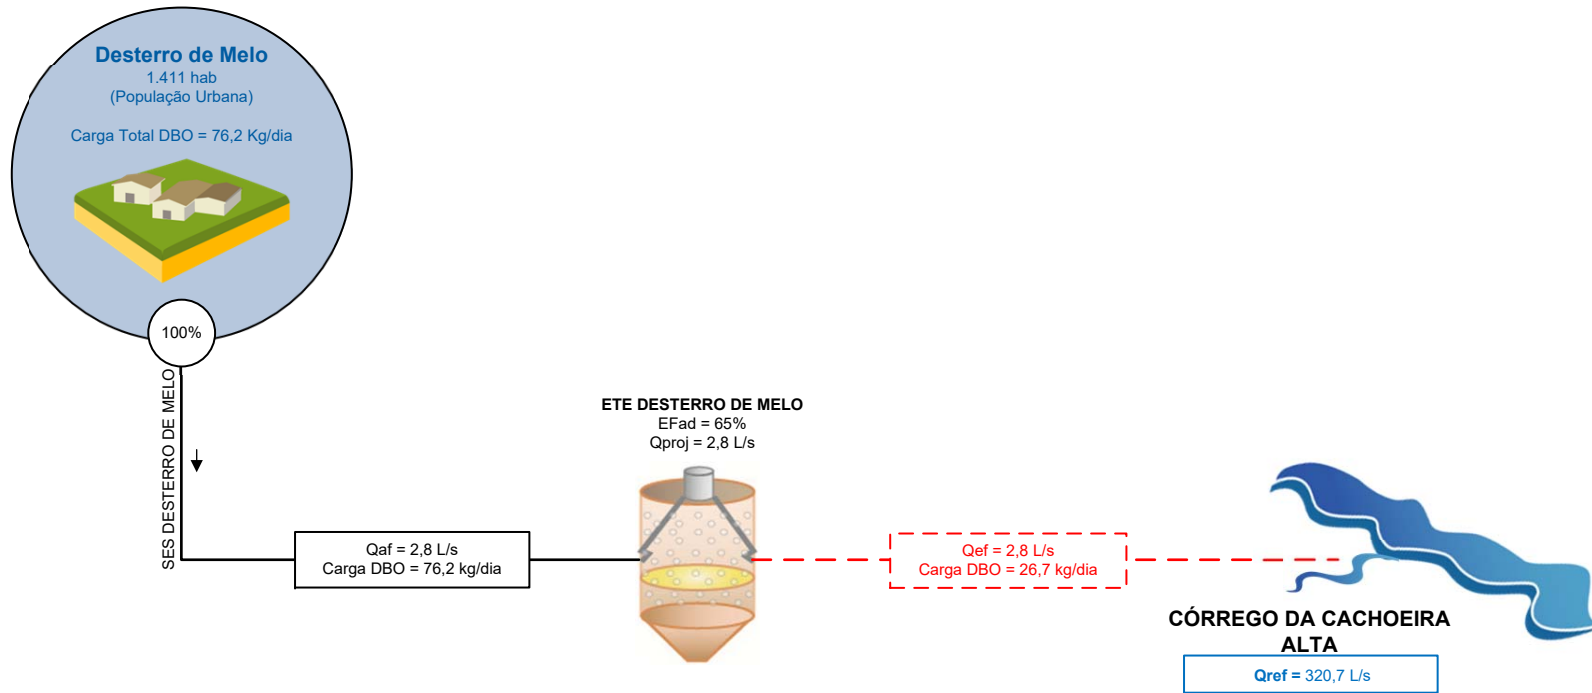 Desterro de Melo
1.411 hab
(População Urbana)
Carga Total DBO = 76,2 Kg/dia
100%
SES DESTERRO DE MELO
Qaf = 2,8 L/s
Carga DBO = 76,2 kg/dia
ETE DESTERRO DE MELO
EFad = 65%
Qproj = 2,8 L/s
Qef = 2,8 L/s
Carga DBO = 26,7 kg/dia
CÓRREGO DA CACHOEIRA
ALTA
Qref = 320,7 L/s